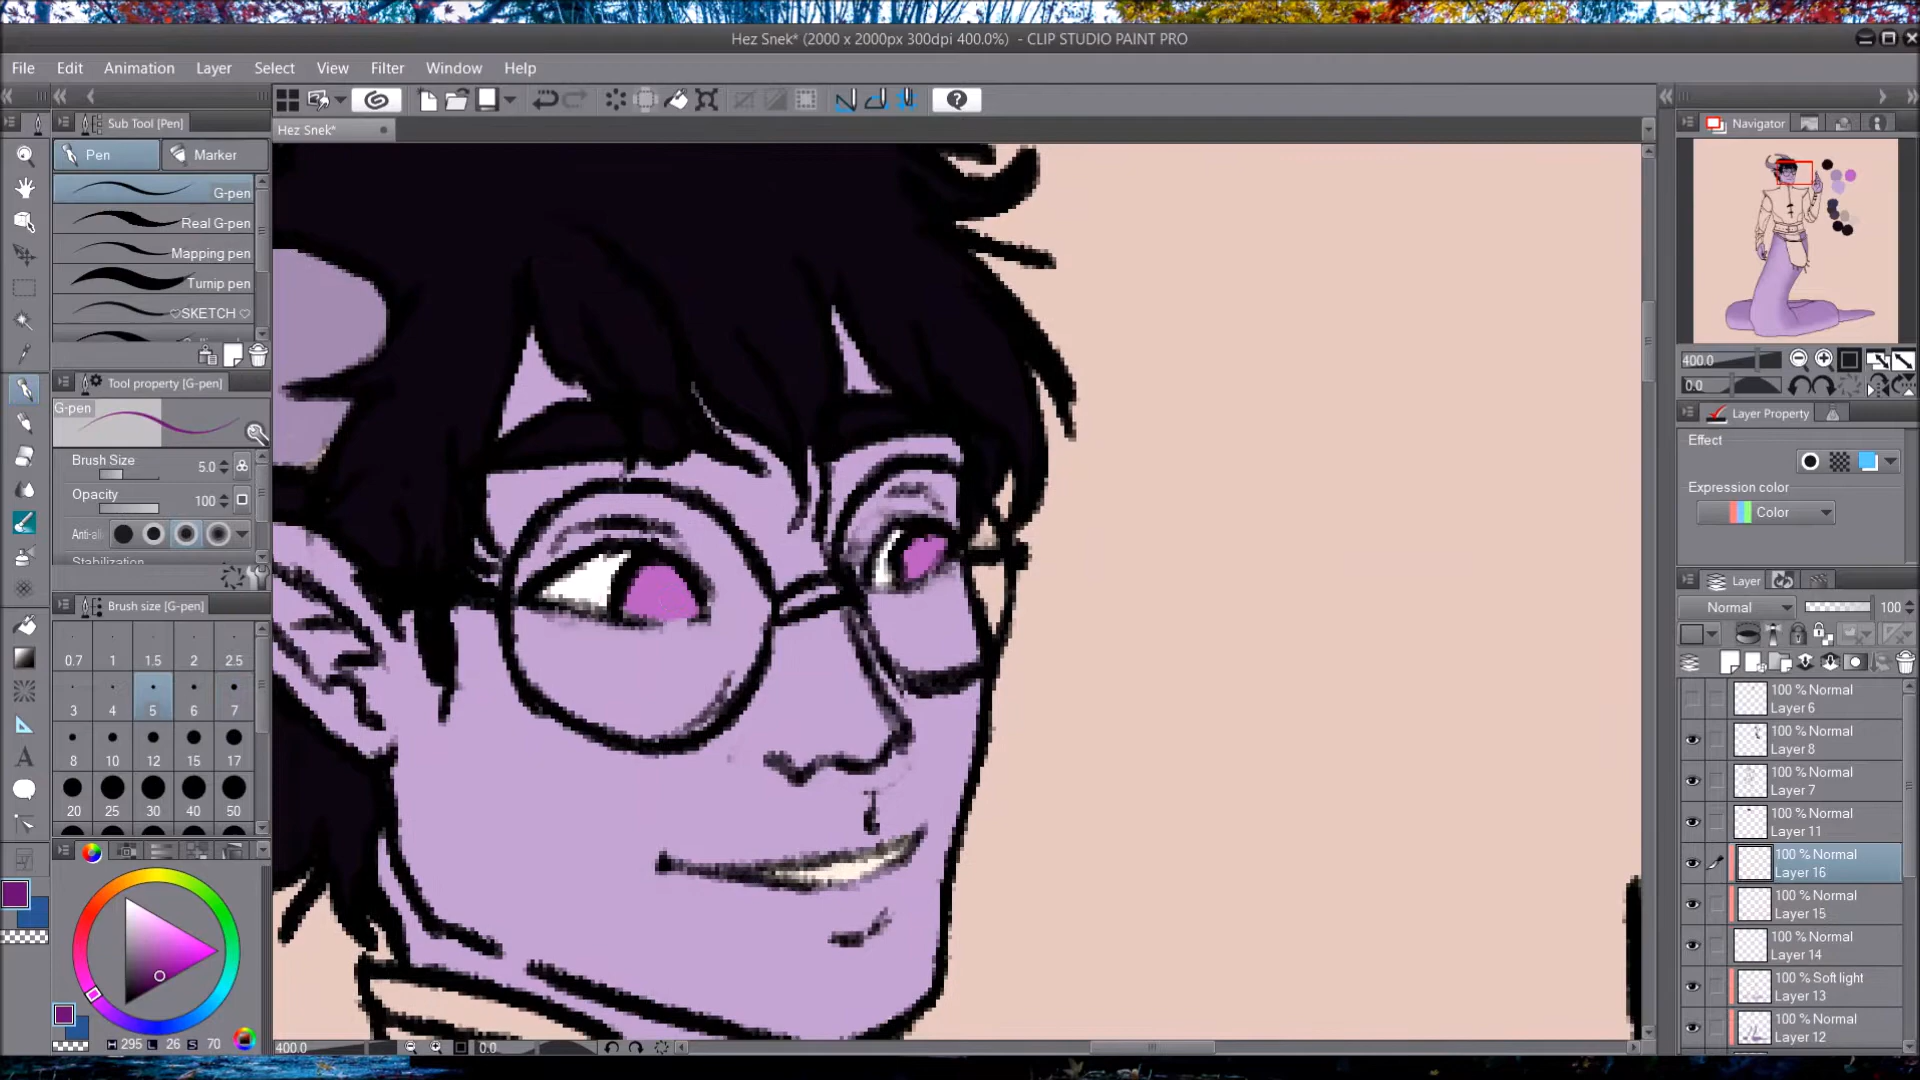 Hez Snek* (2000 x 2000px 300dpi 400.0%) - CLIP STUDIO PAINT PRO
File Edit Animation Layer Select View Filter Window Help
Sub Tool [Pen]
Hez Snek*
Navigator
Pen Marker
G-pen
Real G-pen
Mapping pen
Turnip pen
♡SKETCH♡
Tool property [G-pen]
G-pen
Brush Size 5.0
Opacity 100
Anti-ali
Stabilization
Brush size [G-pen]
0.7 1 1.5 2 2.5
3 4 5 6 7
8 10 12 15 17
20 25 30 40 50
H 295 L 26 S 70
400.0 0.0
400.0
0.0
Layer Property
Effect
Expression color
Color
Layer
Normal 100
100 % Normal
Layer 6
100 % Normal
Layer 8
100 % Normal
Layer 7
100 % Normal
Layer 11
100 % Normal
Layer 16
100 % Normal
Layer 15
100 % Normal
Layer 14
100 % Soft light
Layer 13
100 % Normal
Layer 12